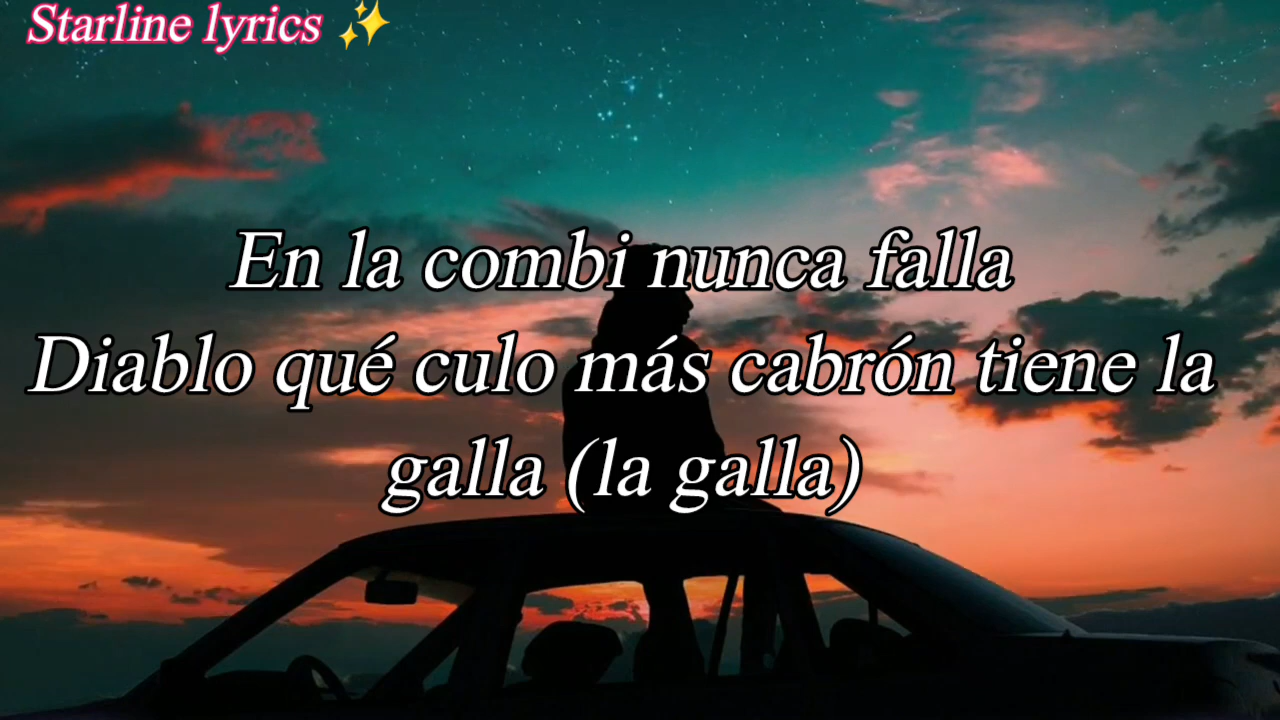 Starline lyrics ✨
En la combi nunca falla
Diablo qué culo más cabrón tiene la
galla (la galla)